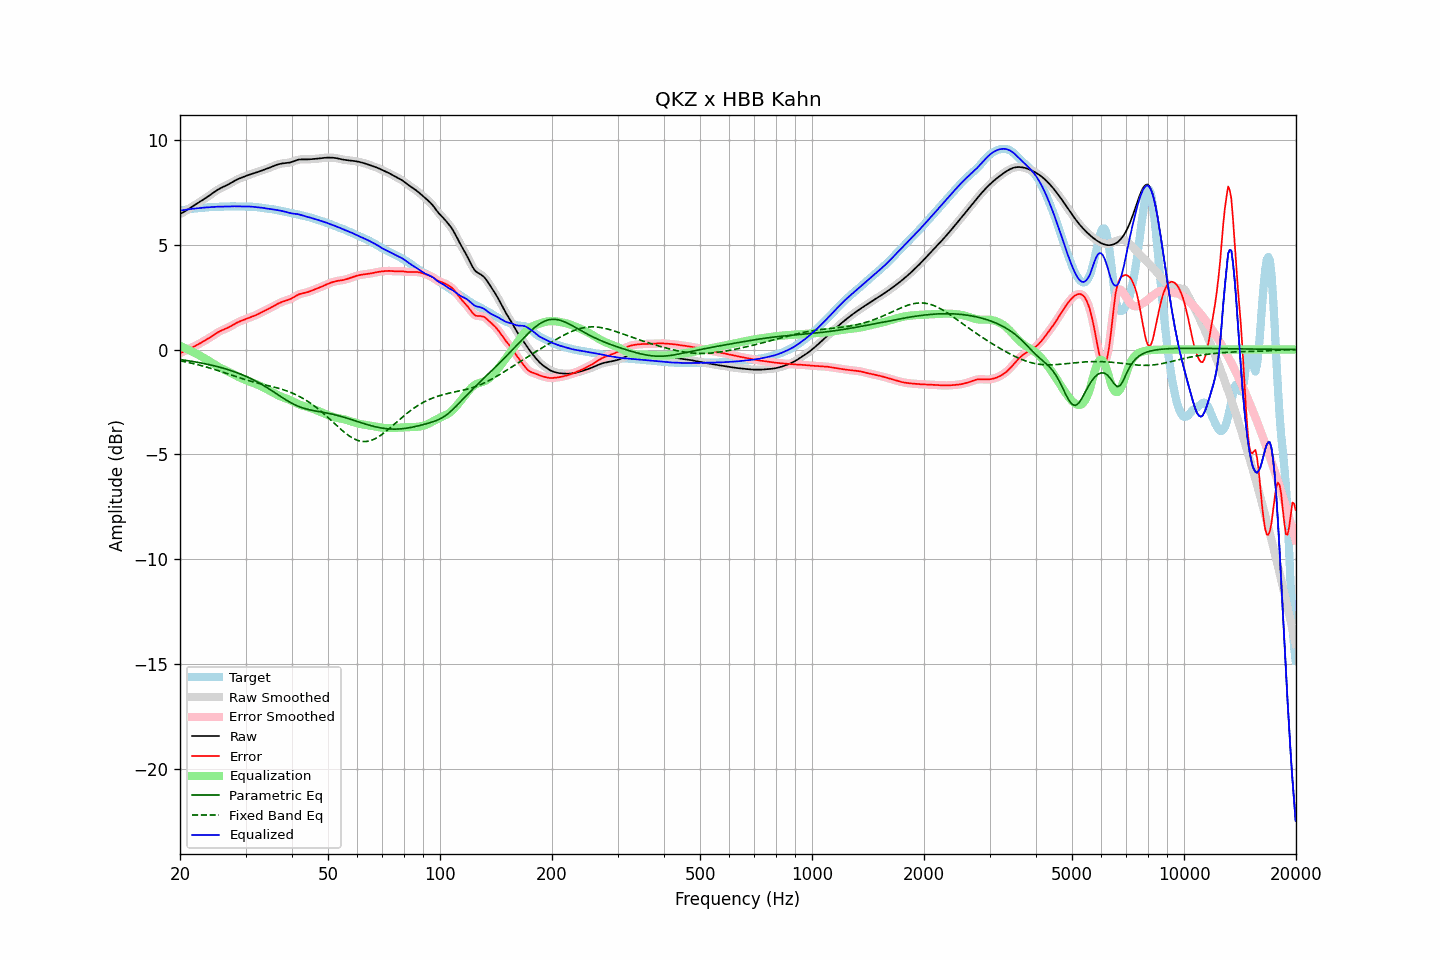 QKZ x HBB Kahn
10
5
0
−5
−10
−15
−20
Amplitude (dBr)
Target
Raw Smoothed
Error Smoothed
Raw
Error
Equalization
Parametric Eq
Fixed Band Eq
Equalized
20 50 100 200 500 1000 2000 5000 10000 20000
Frequency (Hz)